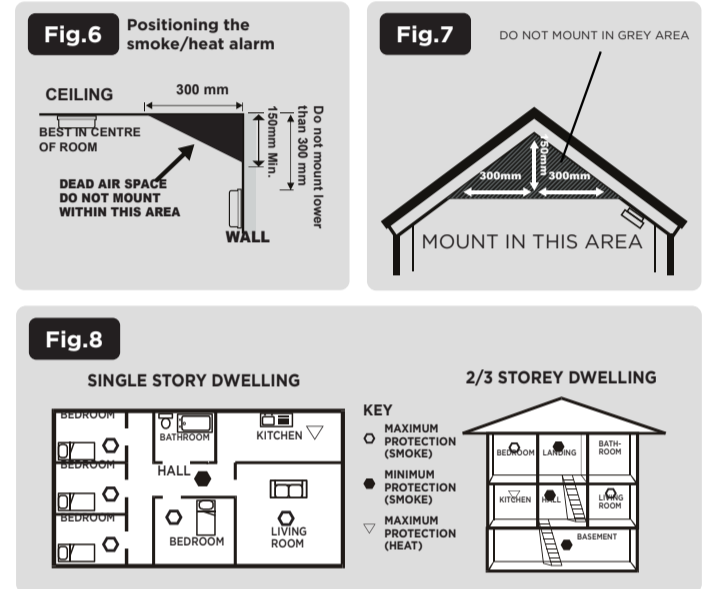 Fig.6
Positioning the
smoke/heat alarm
CEILING
300 mm
BEST IN CENTRE
OF ROOM
150mm Min.
Do not mount lower
than 300 mm
DEAD AIR SPACE
DO NOT MOUNT
WITHIN THIS AREA
WALL
Fig.7
DO NOT MOUNT IN GREY AREA
300mm
300mm
MOUNT IN THIS AREA
Fig.8
SINGLE STORY DWELLING
BEDROOM
BEDROOM
BEDROOM
BATHROOM
KITCHEN
HALL
BEDROOM
LIVING
ROOM
KEY
MAXIMUM
PROTECTION
(SMOKE)
MINIMUM
PROTECTION
(SMOKE)
MAXIMUM
PROTECTION
(HEAT)
2/3 STOREY DWELLING
BEDROOM
LANDING
BATH-
ROOM
KITCHEN
HALL
LIVING
ROOM
BASEMENT